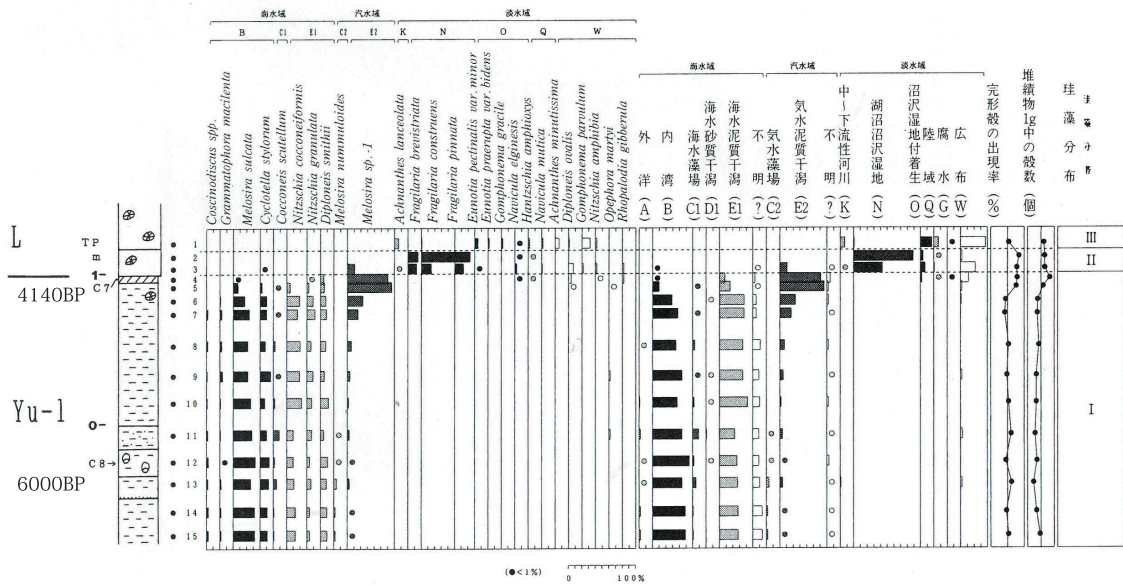 海水域 汽水域 淡水域
B C1 E1 C2 E2 K N O Q W
Coscinodiscus spp.
Grammatophora macilenta
Melosira sulcata
Cyclotella stylorum
Cocconeis scutellum
Nitzschia cocconeiformis
Nitzschia granulata
Diploneis smithii
Melosira nummuloides
Melosira sp.-1
Achnanthes lanceolata
Fragilaria brevistriata
Fragilaria construens
Fragilaria pinnata
Eunotia pectinalis var. minor
Eunotia praerupta var. bidens
Gomphonema gracile
Navicula elginesis
Hantzschia amphioxys
Navicula mutica
Achnanthes minutissima
Diploneis ovalis
Gomphonema parvulum
Nitzschia amphibia
Opephora martyi
Rhopalodia gibberula
海水域 汽水域 淡水域
外洋 (A)
内湾 (B)
海水藻場 (C1)
海水砂質干潟 (D1)
海水泥質干潟 (E1)
不明 (?)
汽水藻場 (C2)
汽水泥質干潟 (E2)
不明 (?)
中〜下流性河川 (K)
湖沼沼沢湿地 (N)
沼沢湿地付着生 (O)
陸域 (Q)
腐水 (G)
広布 (W)
完形殻の出現率 (%)
堆積物1g中の殻数 (個)
珪藻分布
L
T P
m
1-
C7
4140BP
Yu-1
0-
C8→
6000BP
1
2
3
4
5
6
7
8
9
10
11
12
13
14
15
III
II
I
(●<1%) 0 100%